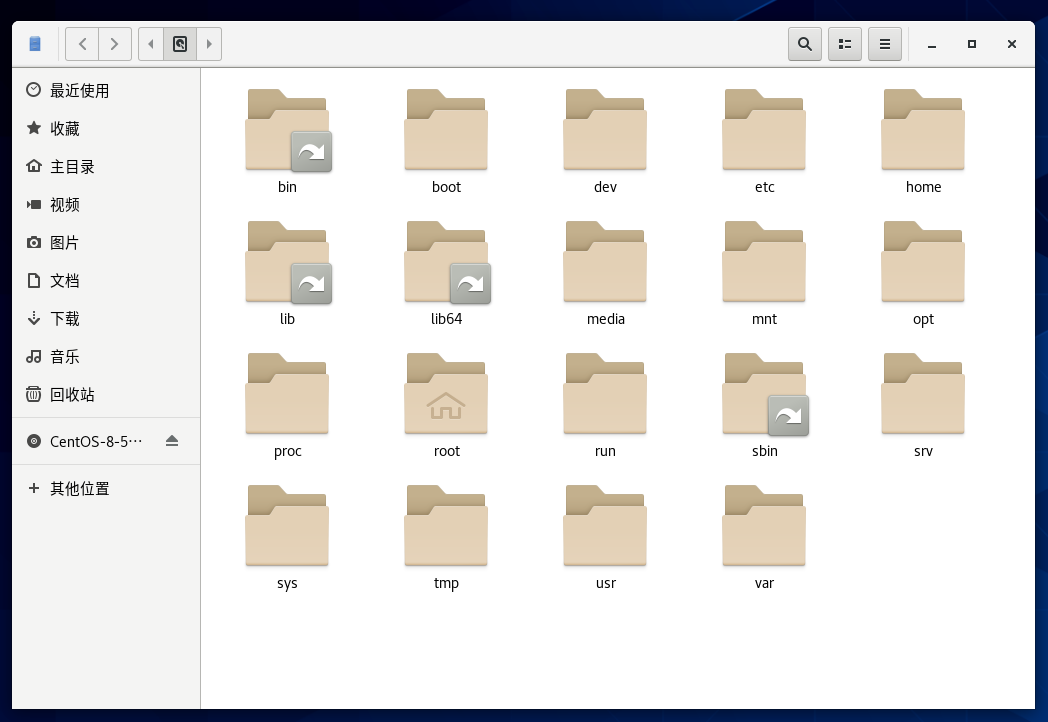 最近使用
收藏
主目录
视频
图片
文档
下载
音乐
回收站
CentOS-8-5···
其他位置
bin boot dev etc home
lib lib64 media mnt opt
proc root run sbin srv
sys tmp usr var